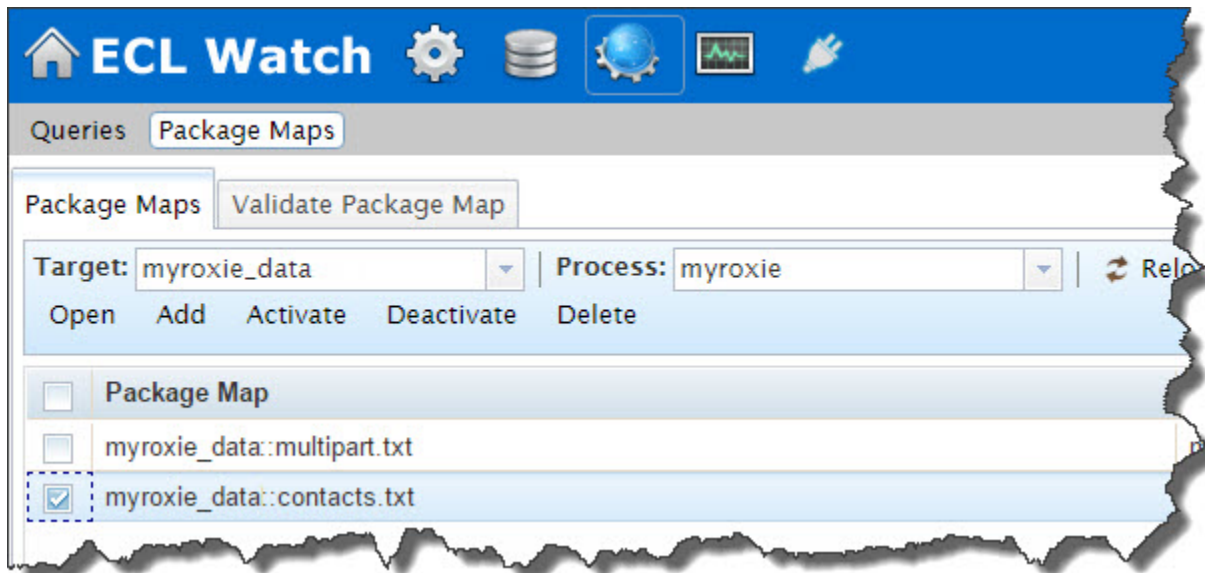 ECL Watch
Queries Package Maps
Package Maps Validate Package Map
Target: myroxie_data Process: myroxie
Open Add Activate Deactivate Delete
Package Map
myroxie_data::multipart.txt
myroxie_data::contacts.txt